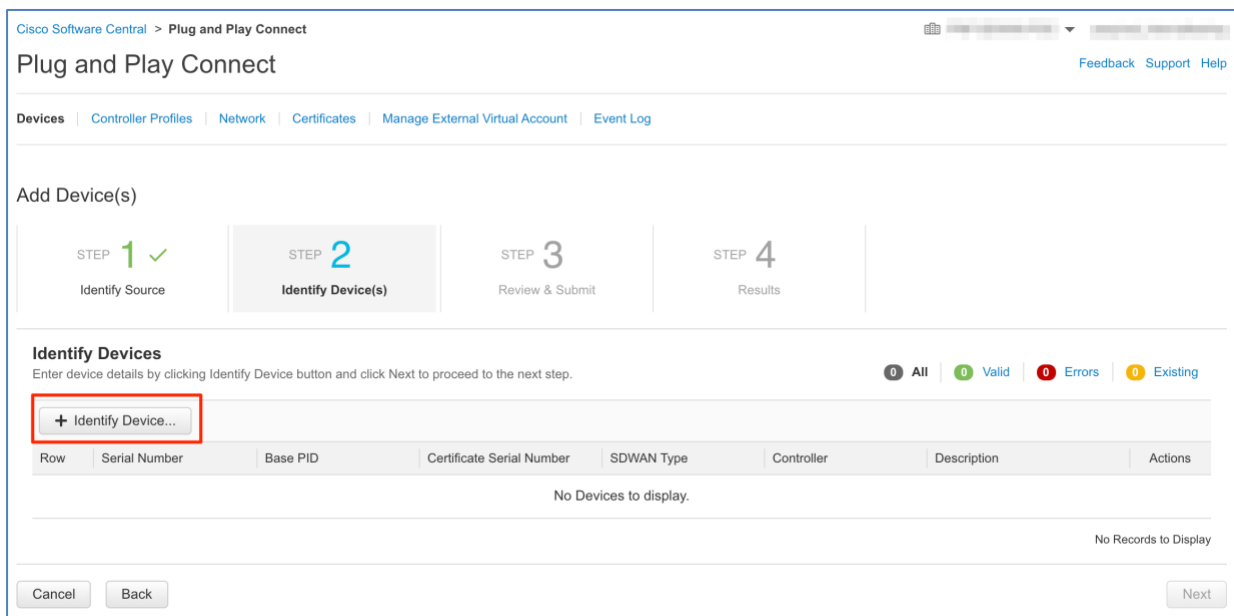 Cisco Software Central > Plug and Play Connect
Plug and Play Connect
Feedback Support Help
Devices Controller Profiles Network Certificates Manage External Virtual Account Event Log
Add Device(s)
STEP 1 STEP 2 STEP 3 STEP 4
Identify Source Identify Device(s) Review & Submit Results
Identify Devices
Enter device details by clicking Identify Device button and click Next to proceed to the next step.
0 All 0 Valid 0 Errors 0 Existing
+ Identify Device...
Row Serial Number Base PID Certificate Serial Number SDWAN Type Controller Description Actions
No Devices to display.
No Records to Display
Cancel Back Next